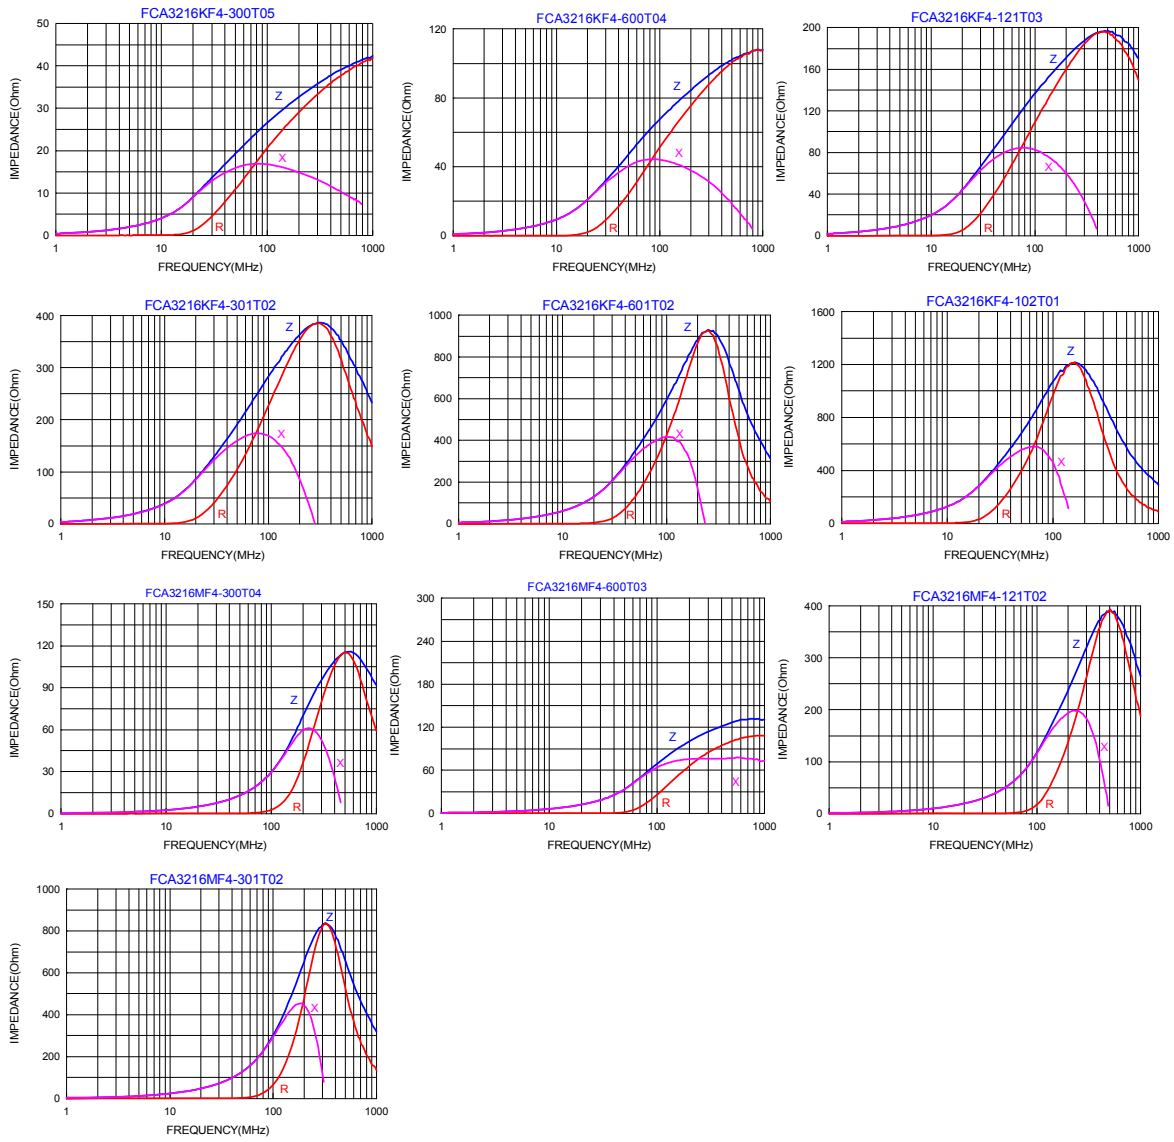 FCA3216KF4-300T05
50
40
30
20
10
0
IMPEDANCE(Ohm)
Z
X
R
1
10
100
1000
FREQUENCY(MHz)
FCA3216KF4-600T04
120
80
40
0
IMPEDANCE(Ohm)
Z
X
R
1
10
100
1000
FREQUENCY(MHz)
FCA3216KF4-121T03
200
160
120
80
40
0
IMPEDANCE(Ohm)
Z
X
R
1
10
100
1000
FREQUENCY(MHz)
FCA3216KF4-301T02
400
300
200
100
0
IMPEDANCE(Ohm)
Z
X
R
1
10
100
1000
FREQUENCY(MHz)
FCA3216KF4-601T02
1000
800
600
400
200
0
IMPEDANCE(Ohm)
Z
X
R
1
10
100
1000
FREQUENCY(MHz)
FCA3216KF4-102T01
1600
1200
800
400
0
IMPEDANCE(Ohm)
Z
X
R
1
10
100
1000
FREQUENCY(MHz)
FCA3216MF4-300T04
150
120
90
60
30
0
IMPEDANCE(Ohm)
Z
X
R
1
10
100
1000
FREQUENCY(MHz)
FCA3216MF4-600T03
300
240
180
120
60
0
IMPEDANCE(Ohm)
Z
X
R
1
10
100
1000
FREQUENCY(MHz)
FCA3216MF4-121T02
400
300
200
100
0
IMPEDANCE(Ohm)
Z
X
R
1
10
100
1000
FREQUENCY(MHz)
FCA3216MF4-301T02
1000
800
600
400
200
0
IMPEDANCE(Ohm)
Z
X
R
1
10
100
1000
FREQUENCY(MHz)